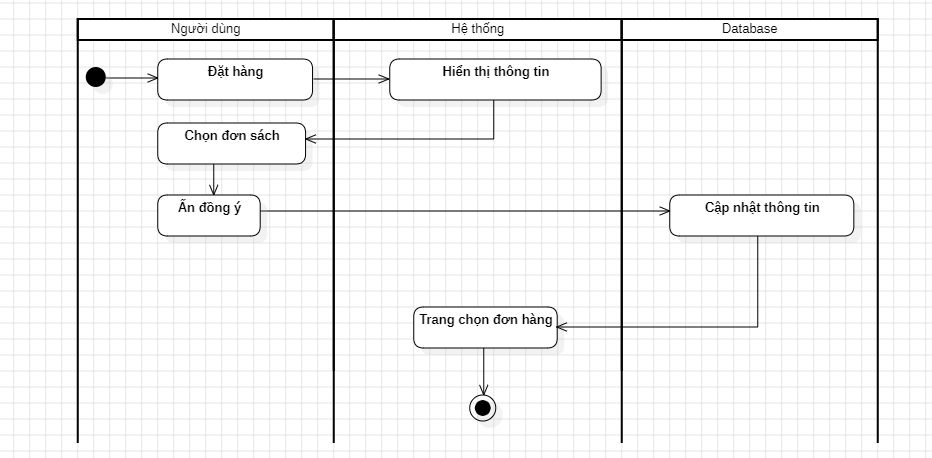 Người dùng
Hệ thống
Database
Đặt hàng
Hiển thị thông tin
Chọn đơn sách
Ấn đồng ý
Cập nhật thông tin
Trang chọn đơn hàng